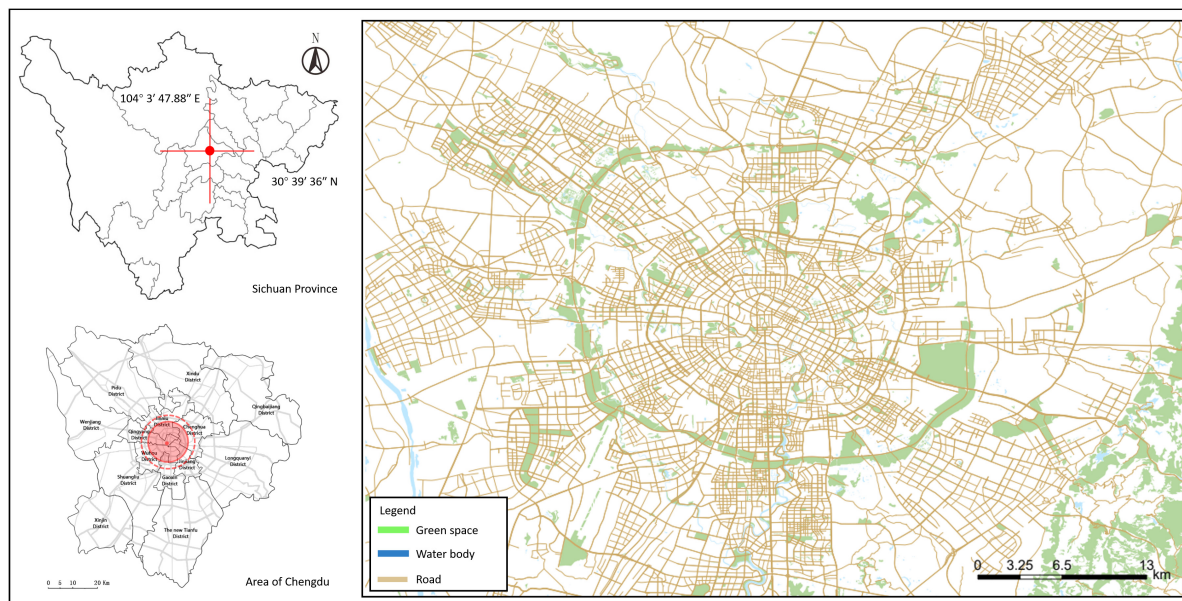 N
104° 3′ 47.88″ E
30° 39′ 36″ N
Sichuan Province
Xindu
District
Pidu
District
Qingbaijiang
District
Wenjiang
District
Jinniu
District
Chenghua
District
Qingyang
District
Wuhou
District
Jinjiang
District
Longquanyi
District
Shuangliu
District
Gaoxin
District
Xinjin
District
The new Tianfu
District
0 5 10 20 Km
Area of Chengdu
Legend
Green space
Water body
Road
0 3.25 6.5 13
km